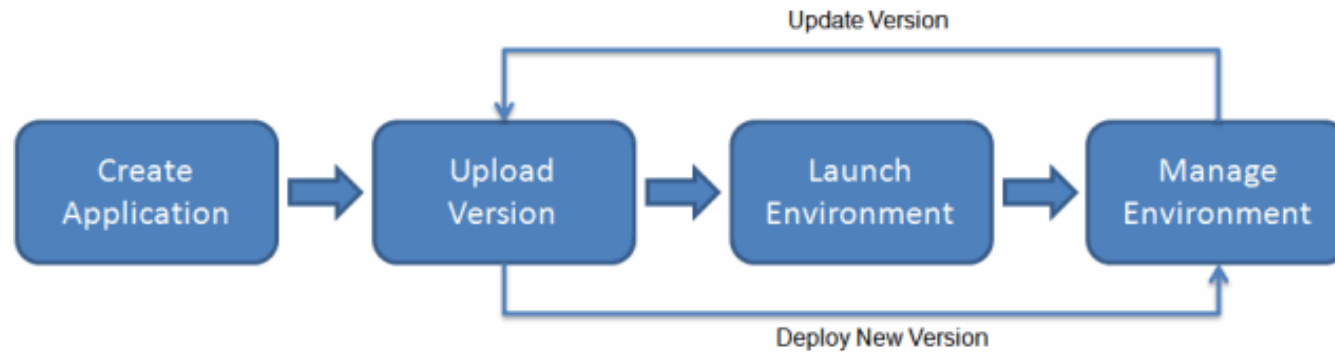 Update Version
Create
Application
Upload
Version
Launch
Environment
Manage
Environment
Deploy New Version